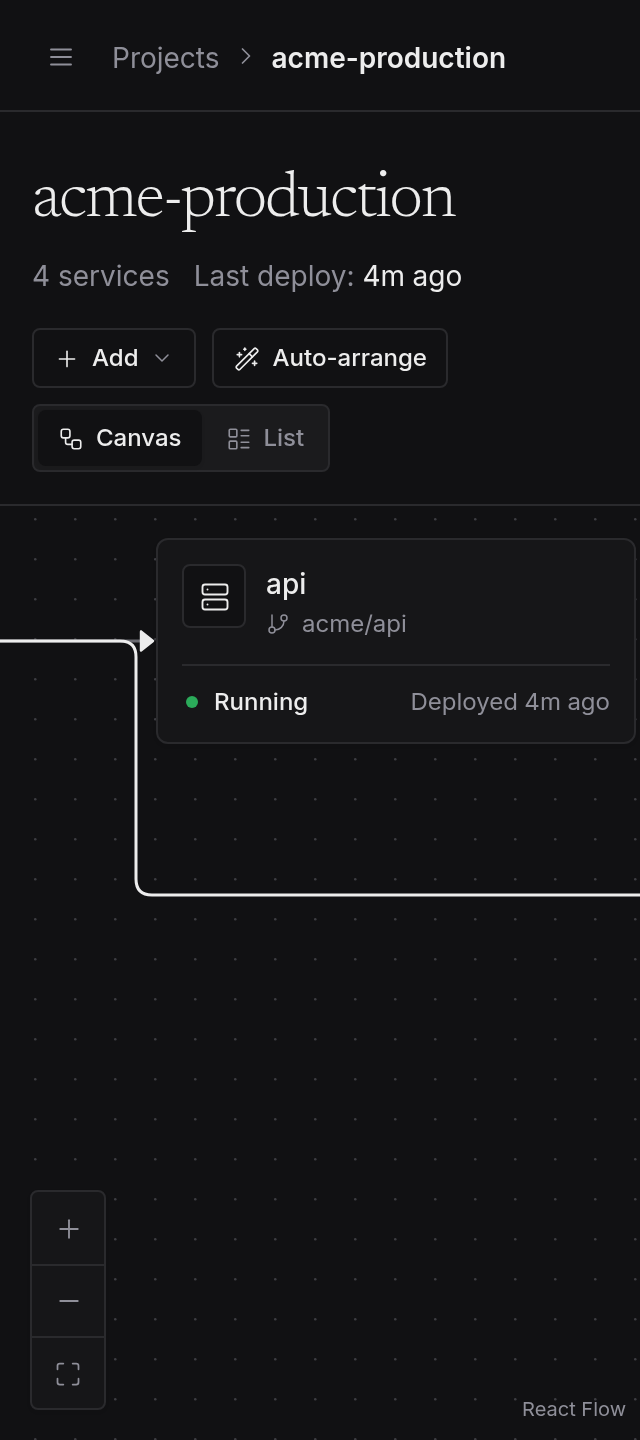 Projects > acme-production
acme-production
4 services Last deploy: 4m ago
Add Auto-arrange
Canvas List
api
acme/api
Running Deployed 4m ago
React Flow